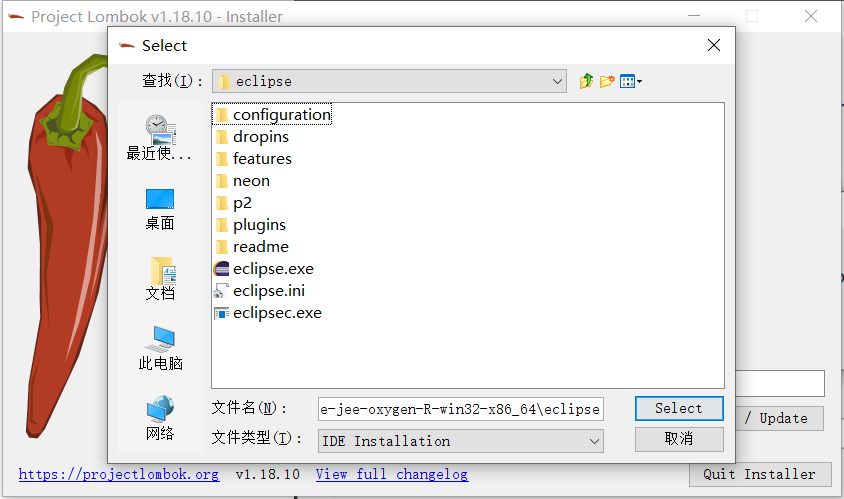 Project Lombok v1.18.10 - Installer
Select
查找(I):
eclipse
最近使...
桌面
文档
此电脑
网络
configuration
dropins
features
neon
p2
plugins
readme
eclipse.exe
eclipse.ini
eclipsec.exe
文件名(N):
e-jee-oxygen-R-win32-x86_64\eclipse
Select
文件类型(T):
IDE Installation
取消
/ Update
https://projectlombok.org v1.18.10 View full changelog
Quit Installer